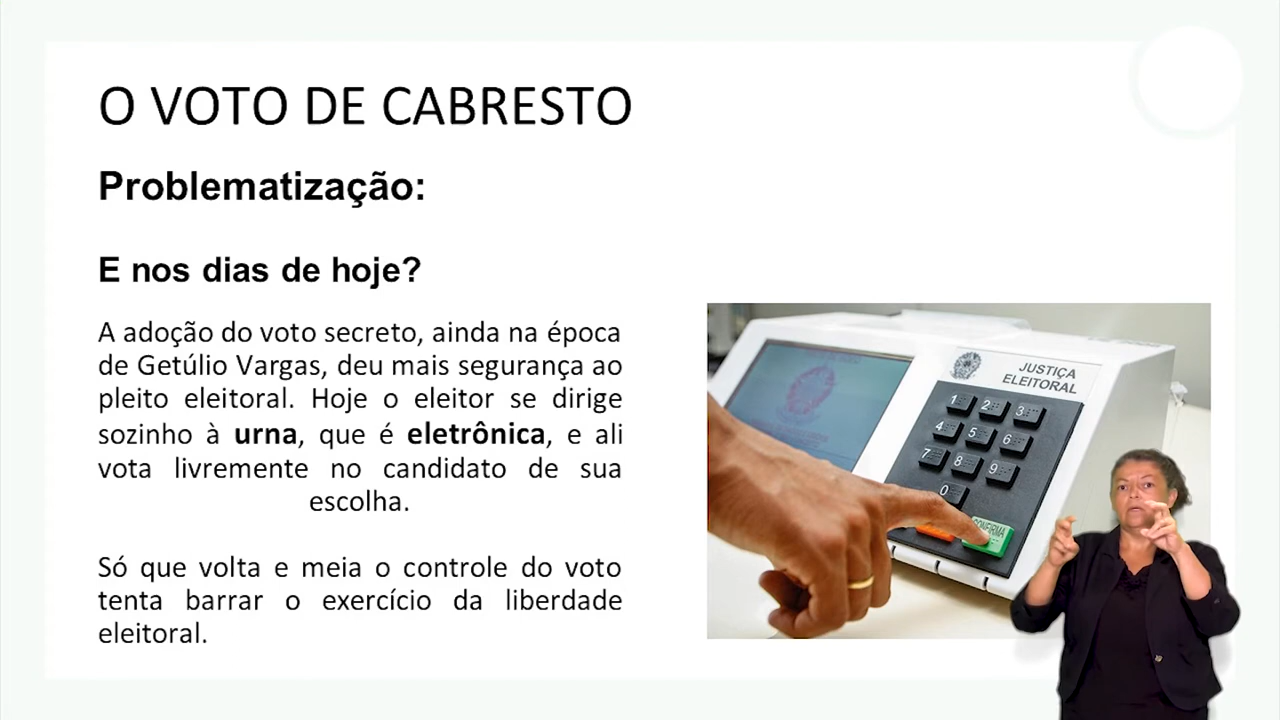 O VOTO DE CABRESTO
Problematização:
E nos dias de hoje?
A adoção do voto secreto, ainda na época
de Getúlio Vargas, deu mais segurança ao
pleito eleitoral. Hoje o eleitor se dirige
sozinho à urna, que é eletrônica, e ali
vota livremente no candidato de sua
escolha.
Só que volta e meia o controle do voto
tenta barrar o exercício da liberdade
eleitoral.
JUSTIÇA
ELEITORAL
1 2 3
4 5 6
7 8 9
0
CONFIRMA